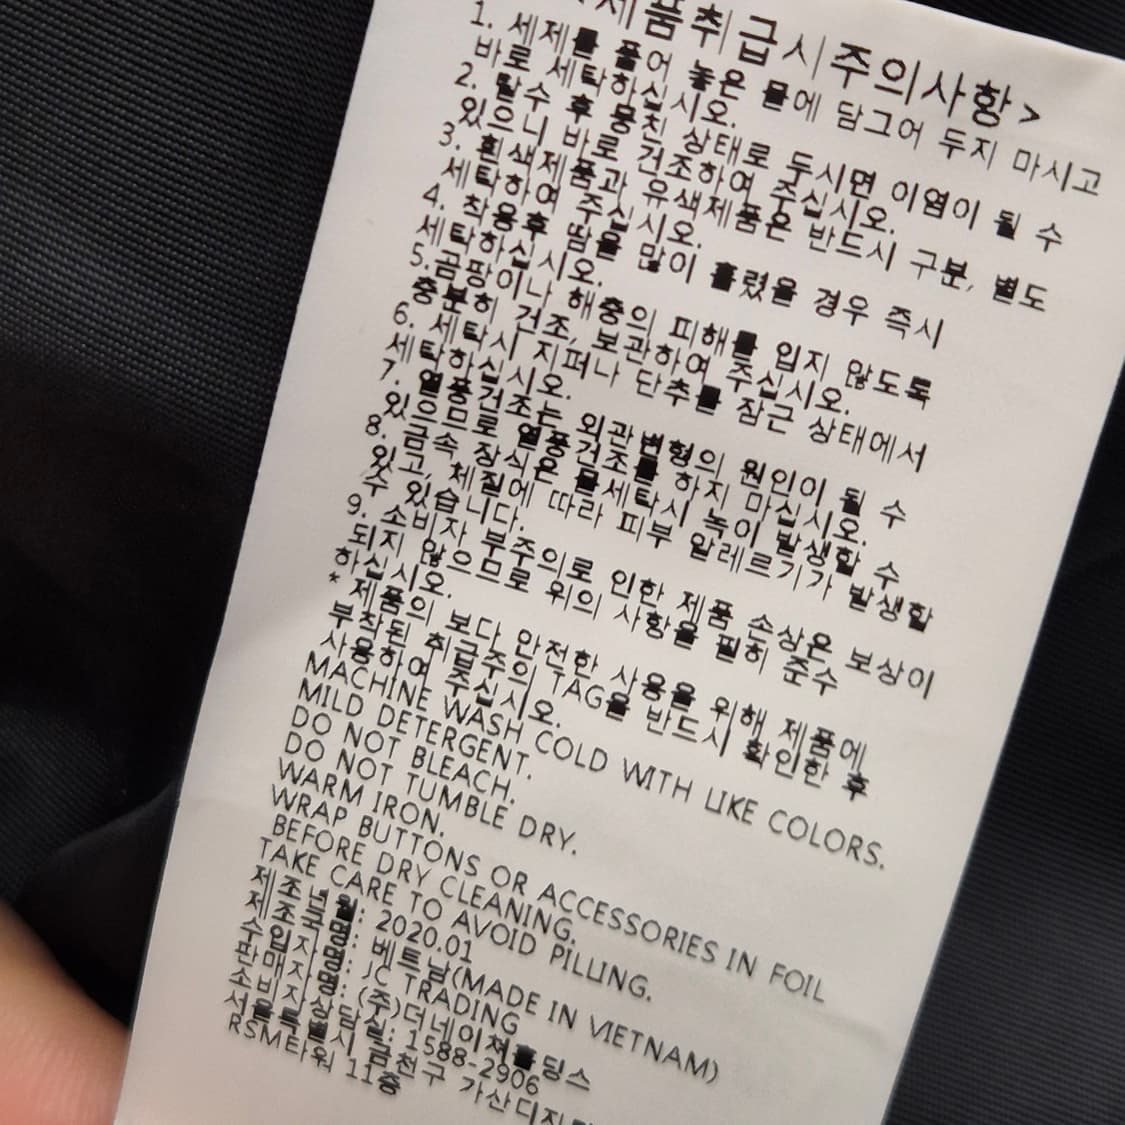 제품취급시주의사항>
1. 세제를 풀어 놓은 물에 담그어 두지 마시고
바로 세탁하십시오.
2. 탈수 후 뭉친 상태로 두시면 이염이 될 수
있으니 바로 건조하여 주십시오.
3. 흰색제품과 유색제품은 반드시 구분, 별도
세탁하여 주십시오.
4. 착용후 땀을 많이 흘렸을 경우 즉시
세탁하십시오.
5.곰팡이나 해충의 피해를 입지 않도록
충분히 건조, 보관하여 주십시오.
6. 세탁시 지퍼나 단추를 잠근 상태에서
세탁하십시오.
7. 열풍건조는 외관변형의 원인이 될 수
있으므로 열풍건조를 하지 마십시오.
8. 금속 장식은 물세탁시 녹이 발생할 수
있고, 체질에 따라 피부 알레르기가 발생할
수 있습니다.
9. 소비자 부주의로 인한 제품 손상은 보상이
되지 않으므로 위의 사항을 필히 준수
하십시오.
* 제품의 보다 안전한 사용을 위해 제품에
부착된 취급주의 TAG을 반드시 확인한 후
사용하여 주십시오.
MACHINE WASH COLD WITH LIKE COLORS.
MILD DETERGENT.
DO NOT BLEACH.
DO NOT TUMBLE DRY.
WARM IRON.
WRAP BUTTONS OR ACCESSORIES IN FOIL
BEFORE DRY CLEANING.
TAKE CARE TO AVOID PILLING.
제조년월: 2020.01
제조국명: 베트남(MADE IN VIETNAM)
수입자명: JC TRADING
판매자명: (주)더네이쳐홀딩스
소비자상담실: 1588-2906
서울특별시 금천구 가산디지털
RSM타워 11층